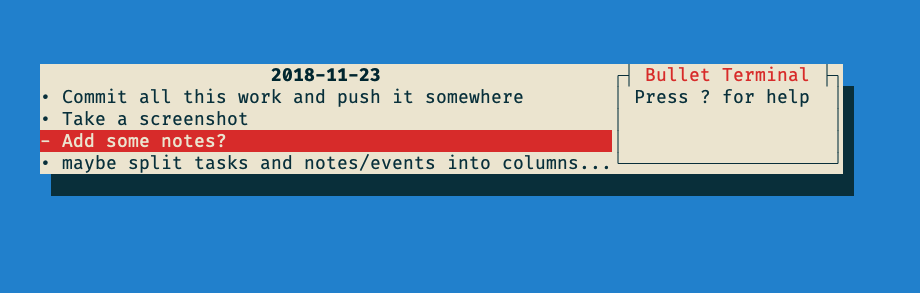 2018-11-23
• Commit all this work and push it somewhere
• Take a screenshot
- Add some notes?
• maybe split tasks and notes/events into columns...
Bullet Terminal
Press ? for help